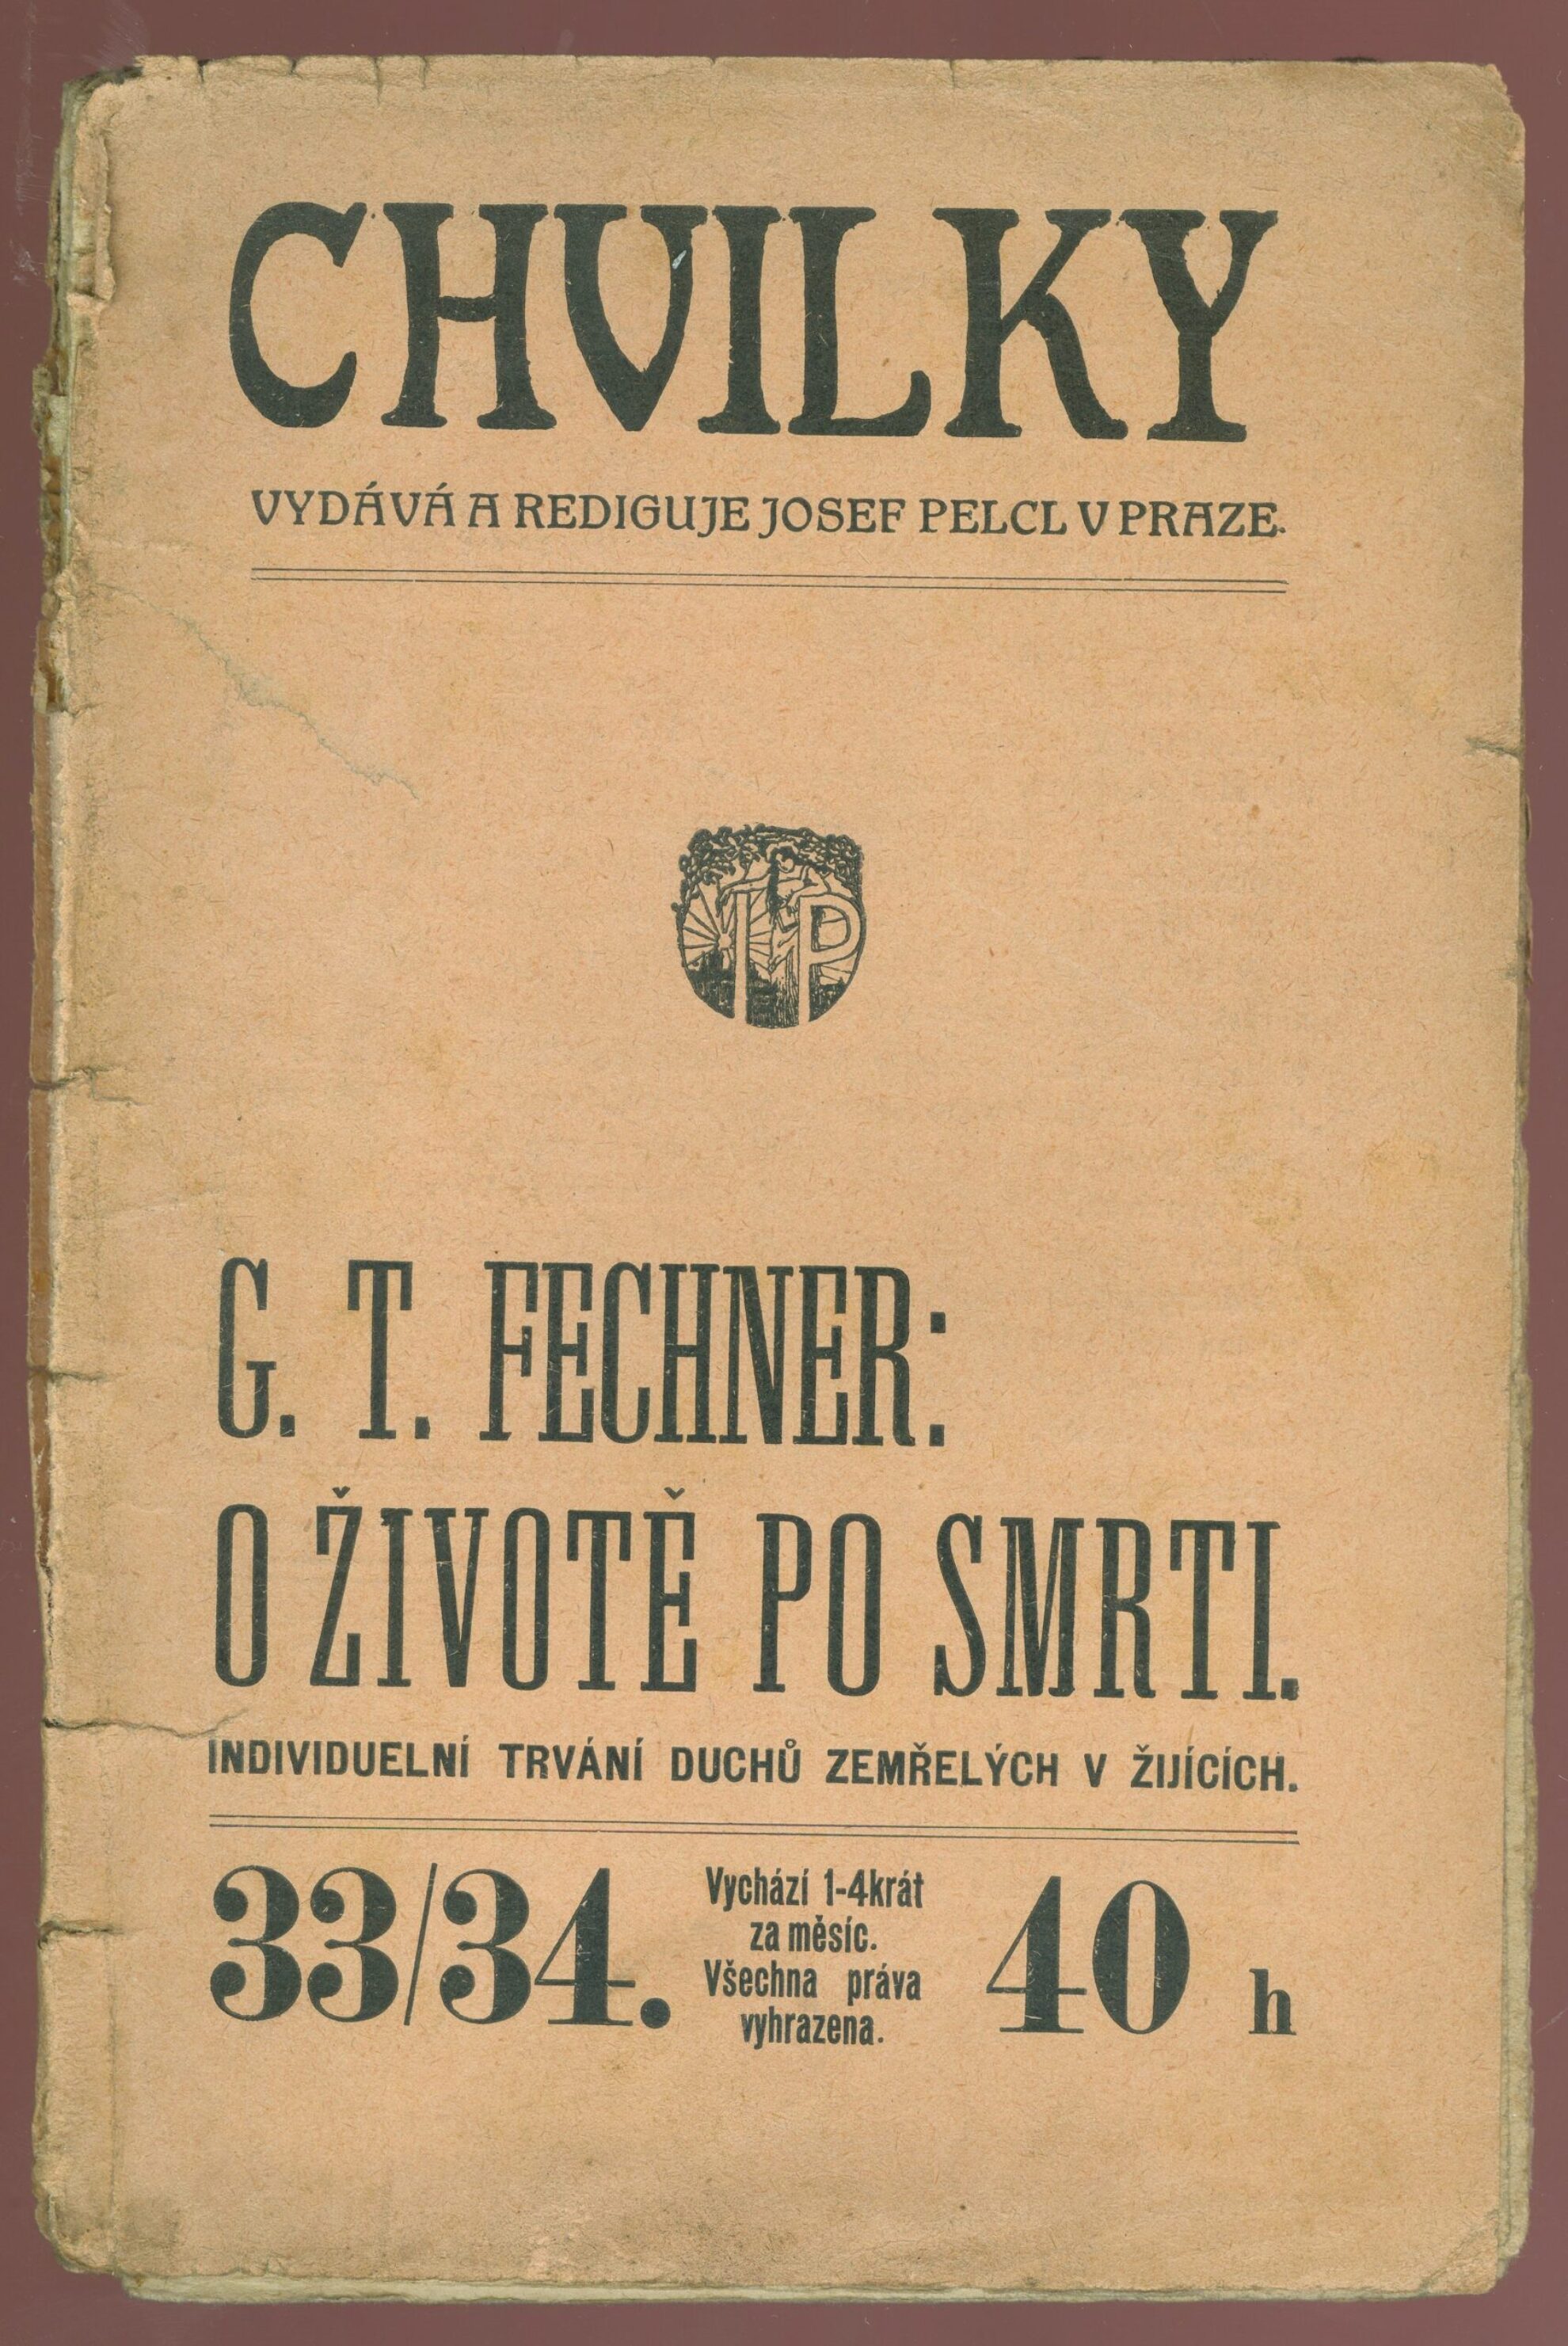 CHVILKY
VYDÁVÁ A REDIGUJE JOSEF PELCL V PRAZE.
IP
G. T. FECHNER:
O ŽIVOTĚ PO SMRTI.
INDIVIDUELNÍ TRVÁNÍ DUCHŮ ZEMŘELÝCH V ŽIJÍCÍCH.
33/34.
Vychází 1-4krát
za měsíc.
Všechna práva
vyhrazena.
40 h